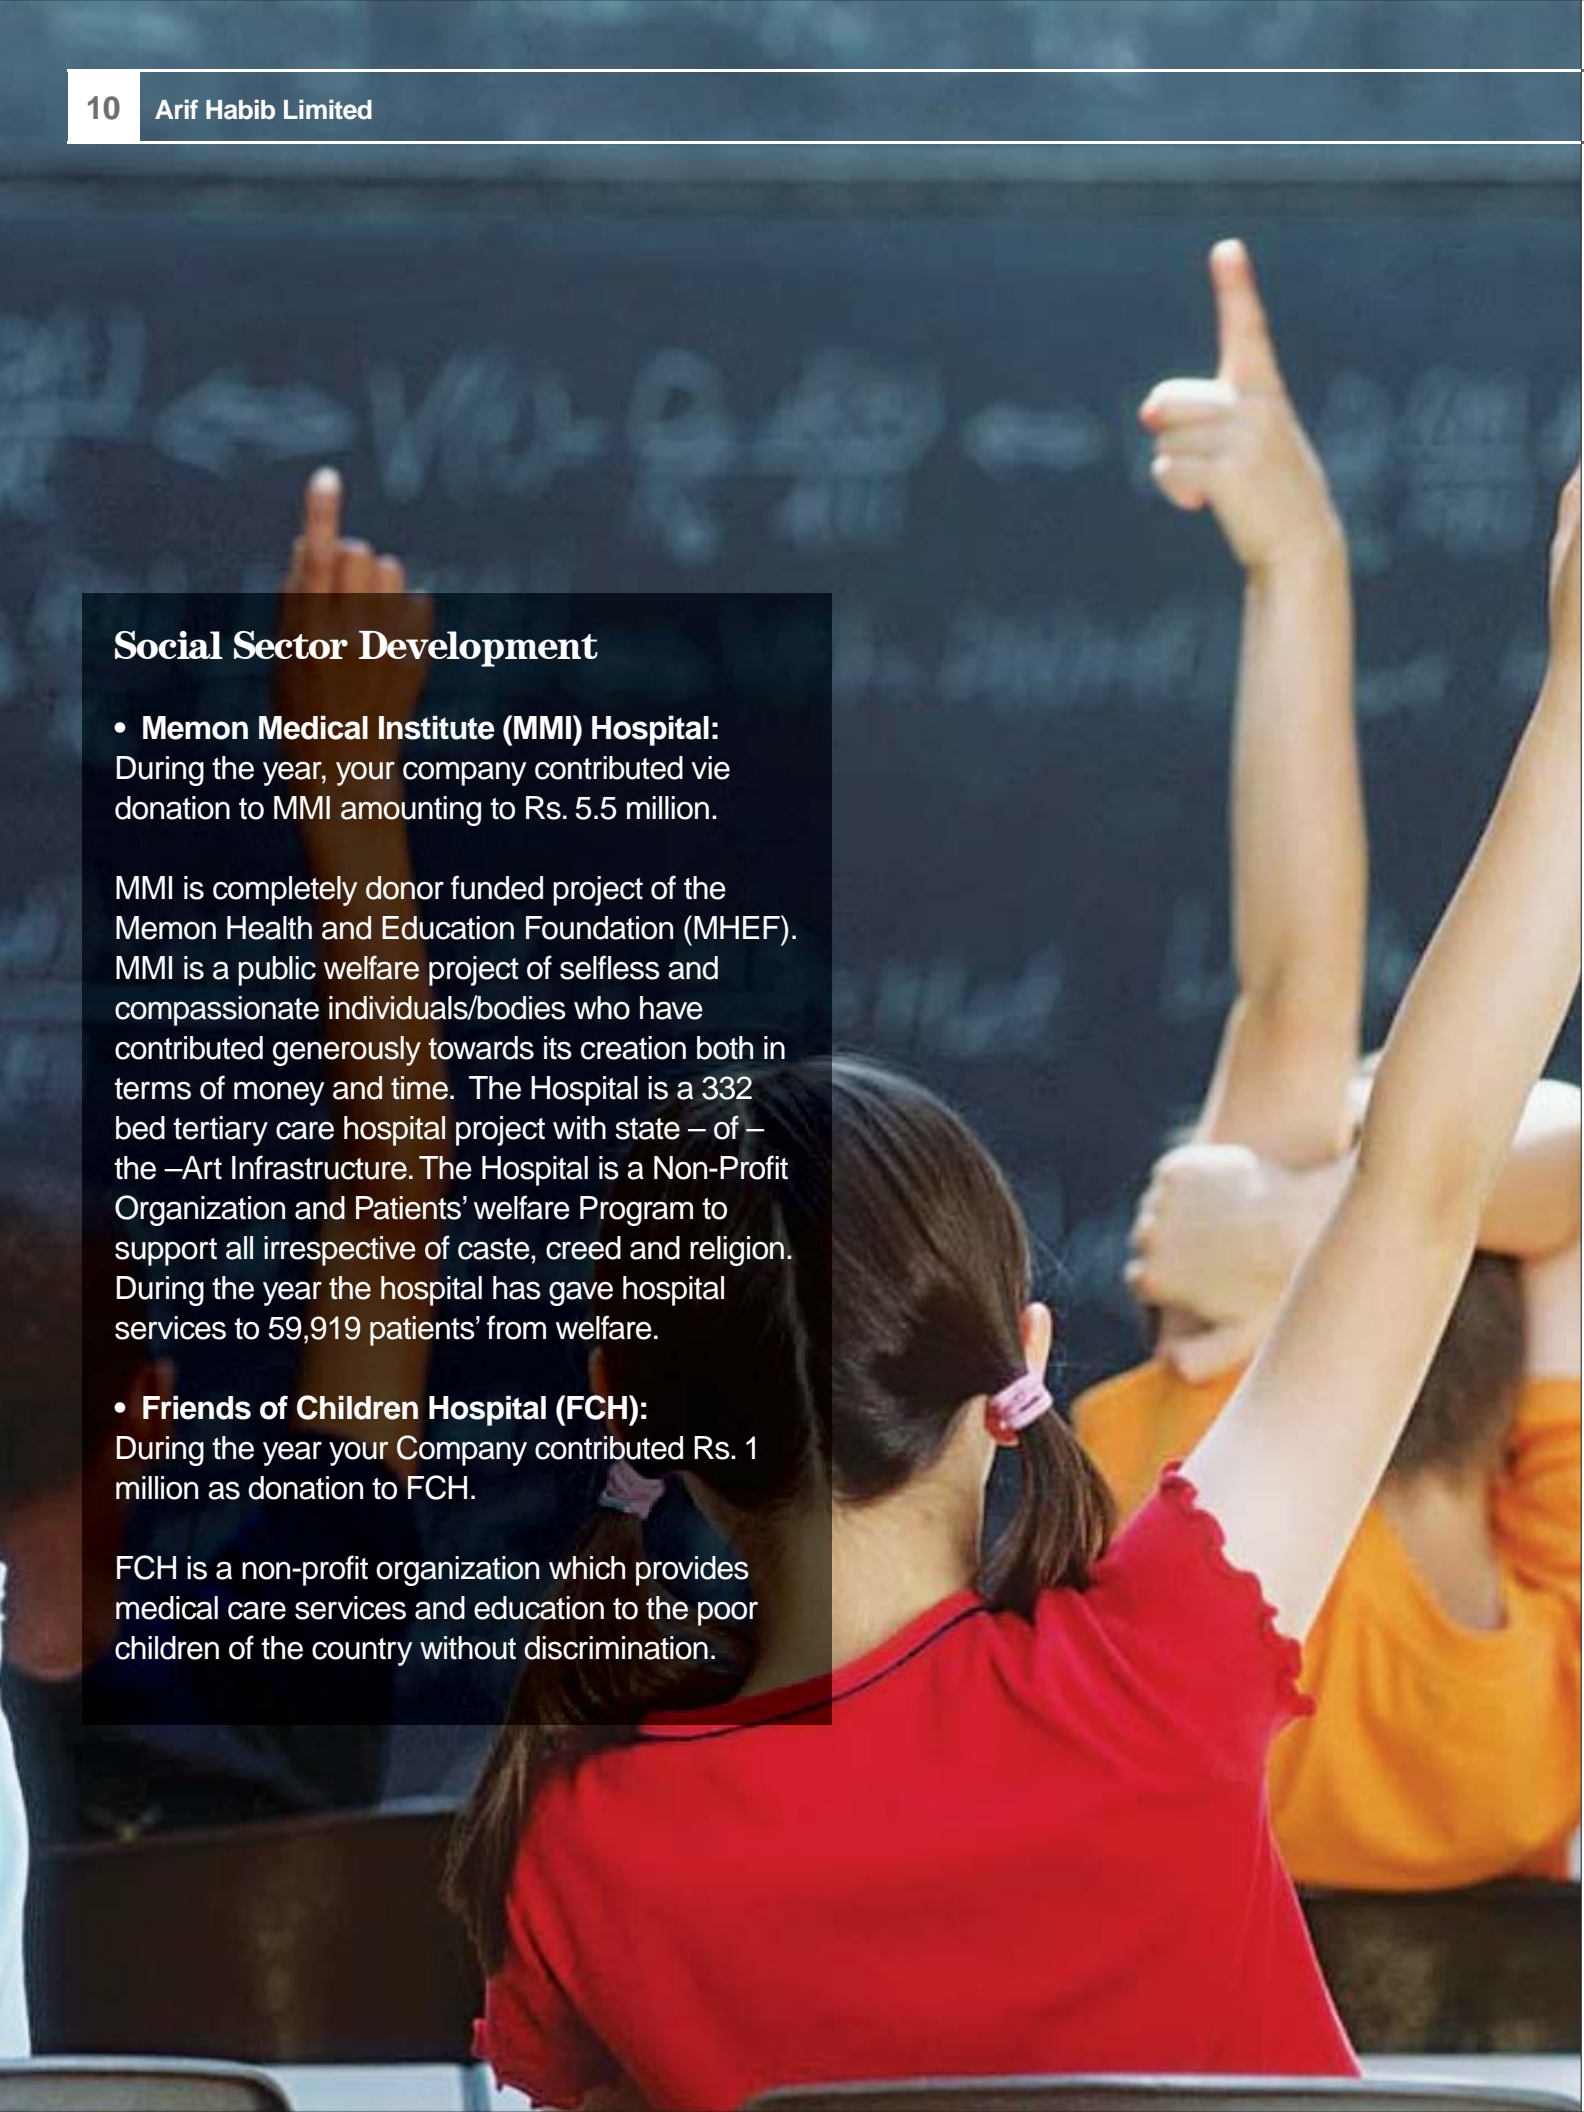 10
Arif Habib Limited
Social Sector Development
• Memon Medical Institute (MMI) Hospital:
During the year, your company contributed vie
donation to MMI amounting to Rs. 5.5 million.
MMI is completely donor funded project of the
Memon Health and Education Foundation (MHEF).
MMI is a public welfare project of selfless and
compassionate individuals/bodies who have
contributed generously towards its creation both in
terms of money and time. The Hospital is a 332
bed tertiary care hospital project with state – of –
the –Art Infrastructure. The Hospital is a Non-Profit
Organization and Patients’ welfare Program to
support all irrespective of caste, creed and religion.
During the year the hospital has gave hospital
services to 59,919 patients’ from welfare.
• Friends of Children Hospital (FCH):
During the year your Company contributed Rs. 1
million as donation to FCH.
FCH is a non-profit organization which provides
medical care services and education to the poor
children of the country without discrimination.